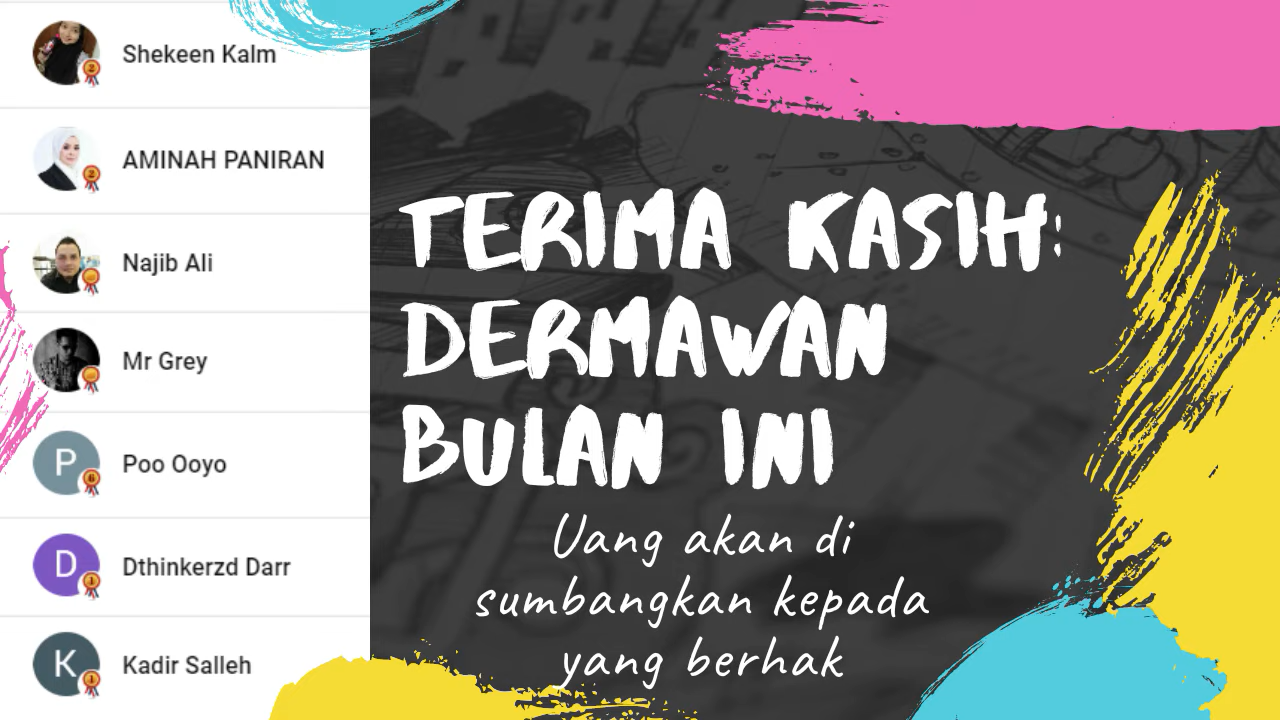 Shekeen Kalm
AMINAH PANIRAN
Najib Ali
Mr Grey
P
Poo Ooyo
D
Dthinkerzd Darr
K
Kadir Salleh
TERIMA KASIH:
DERMAWAN
BULAN INI
Uang akan di
sumbangkan kepada
yang berhak